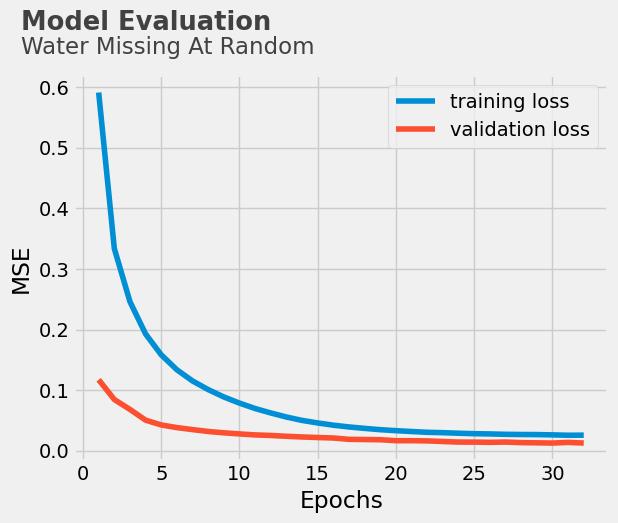 Model Evaluation
Water Missing At Random
training loss
validation loss
MSE
0.6
0.5
0.4
0.3
0.2
0.1
0.0
0 5 10 15 20 25 30
Epochs